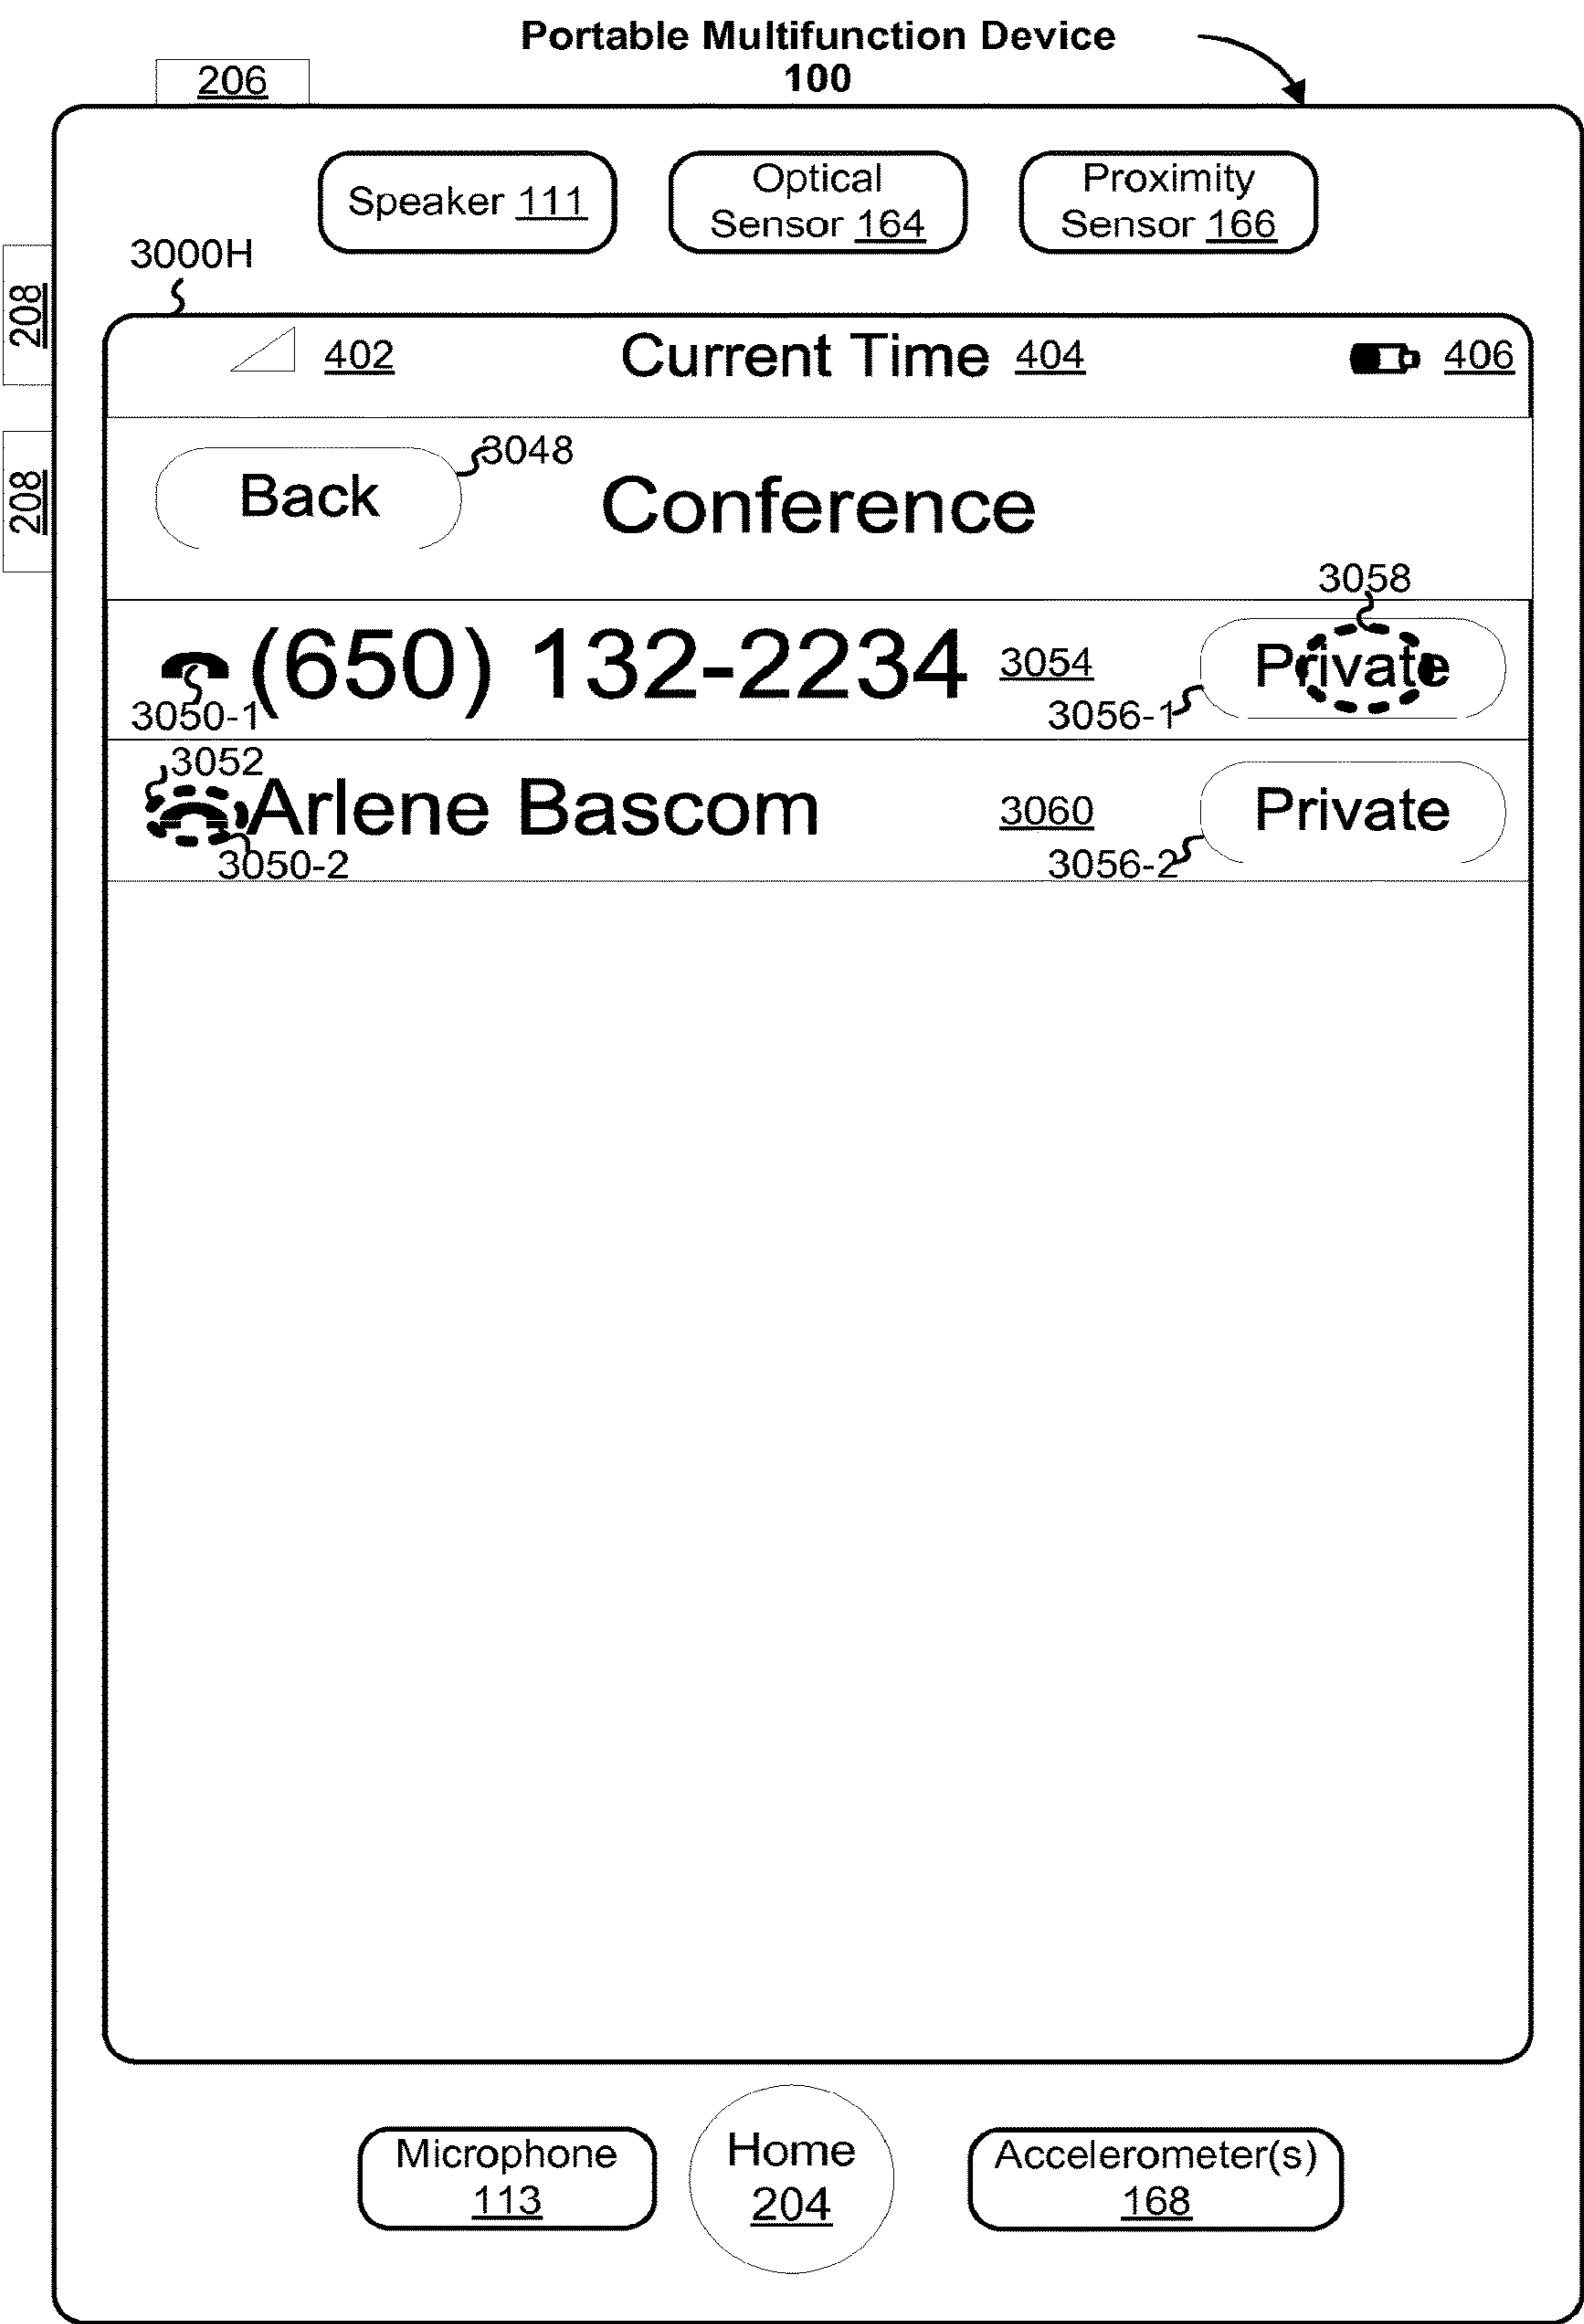 Portable Multifunction Device
100
206
Speaker 111
Optical
Sensor 164
Proximity
Sensor 166
3000H
208
208
402
Current Time 404
406
Back
3048
Conference
3058
(650) 132-2234
3054
Private
3050-1
3056-1
3052
Arlene Bascom
3060
Private
3050-2
3056-2
Microphone
113
Home
204
Accelerometer(s)
168